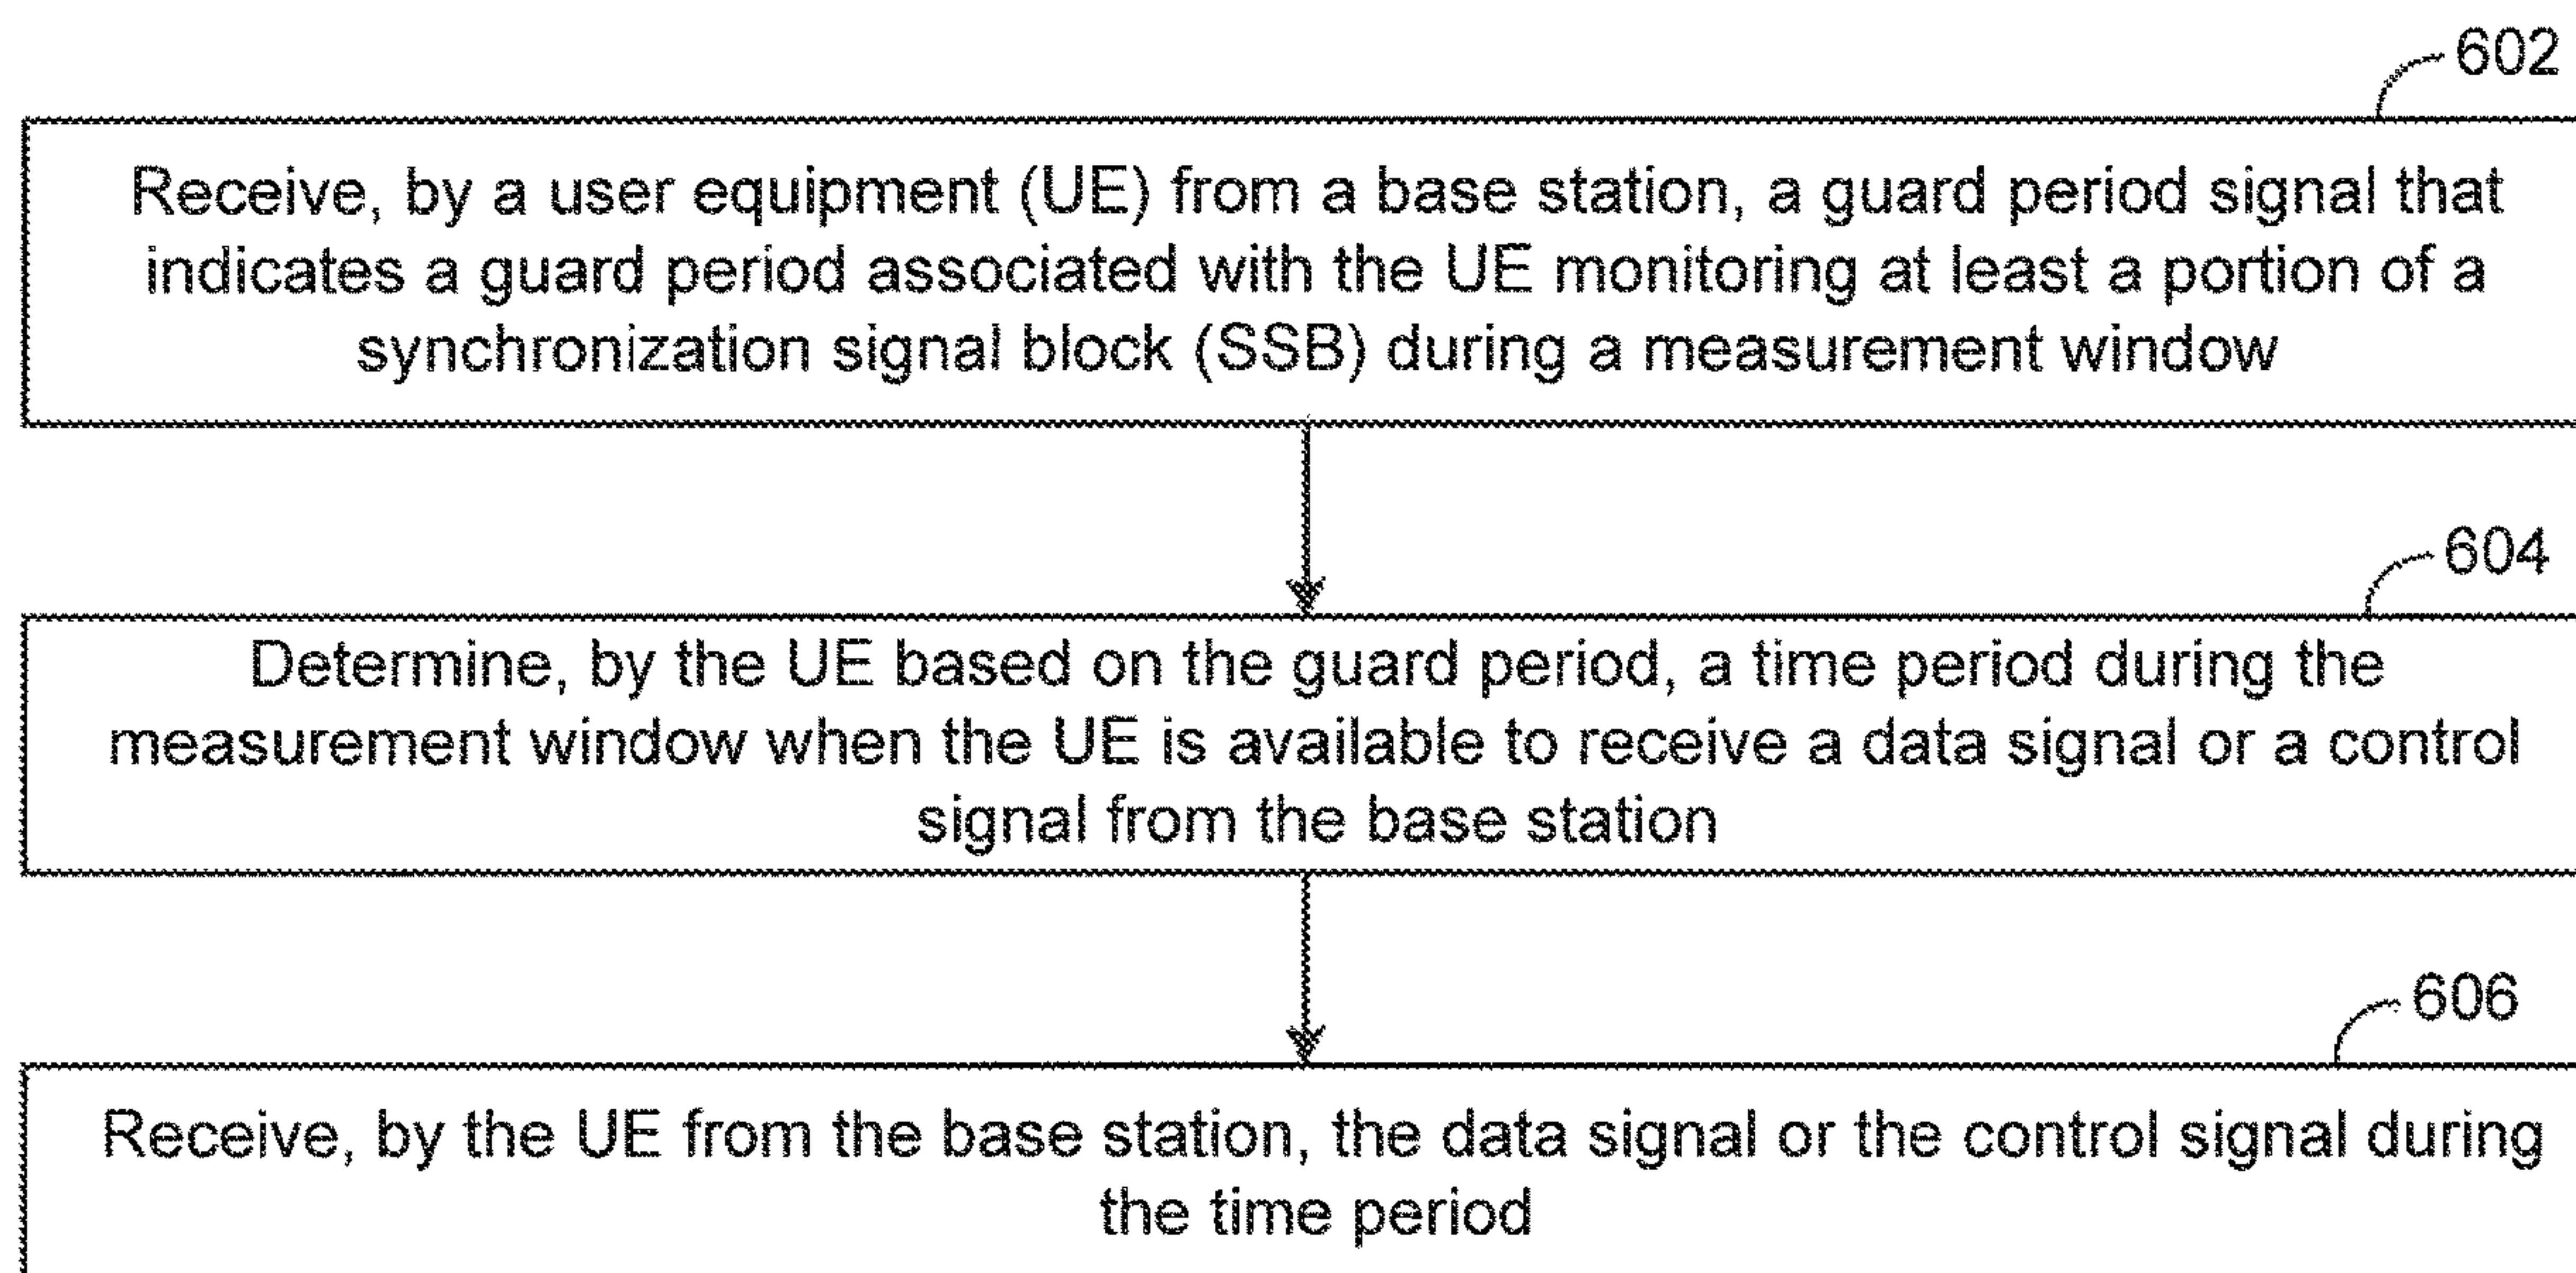 602
Receive, by a user equipment (UE) from a base station, a guard period signal that
indicates a guard period associated with the UE monitoring at least a portion of a
synchronization signal block (SSB) during a measurement window
604
Determine, by the UE based on the guard period, a time period during the
measurement window when the UE is available to receive a data signal or a control
signal from the base station
606
Receive, by the UE from the base station, the data signal or the control signal during
the time period